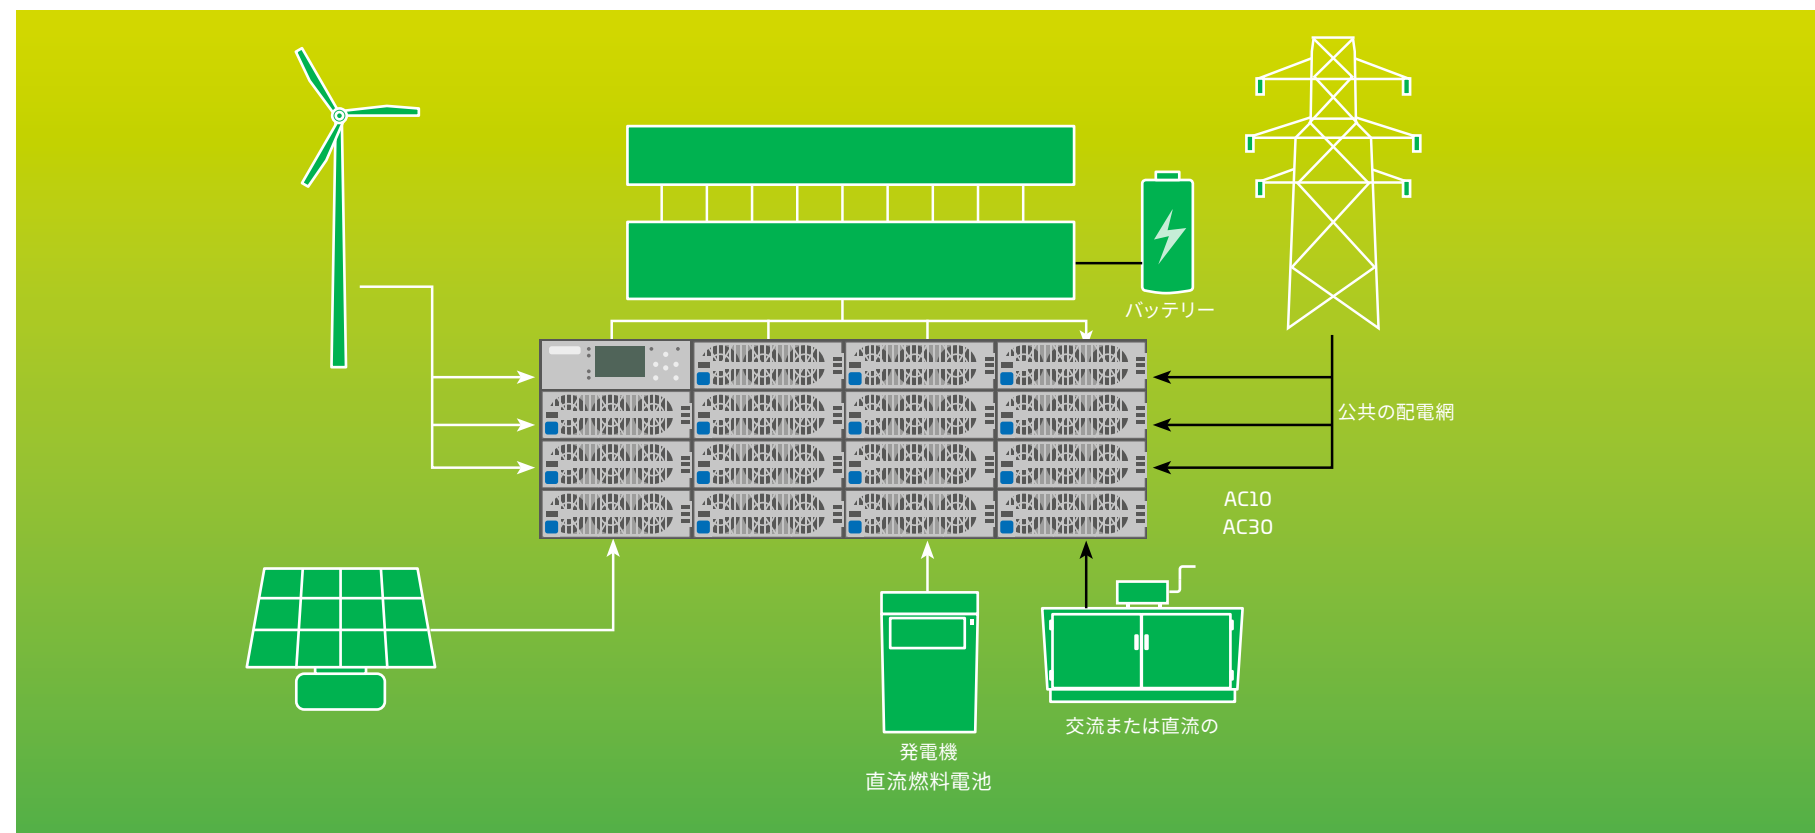 バッテリー
公共の配電網
AC10
AC30
交流または直流の
発電機
直流燃料電池